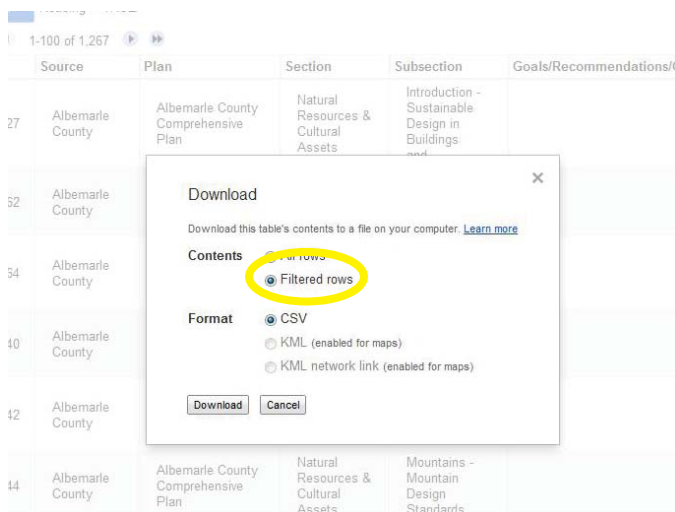 1-100 of 1,267
Source Plan Section Subsection Goals/Recommendations/
27 Albemarle County Albemarle County Comprehensive Plan Natural Resources & Cultural Assets Introduction - Sustainable Design in Buildings and
52 Albemarle County
54 Albemarle County
40 Albemarle County
42 Albemarle County
44 Albemarle County Albemarle County Comprehensive Plan Natural Resources & Cultural Assets Mountains - Mountain Design Standards
Download
Download this table's contents to a file on your computer. Learn more
Contents All rows
Filtered rows
Format CSV
KML (enabled for maps)
KML network link (enabled for maps)
Download Cancel